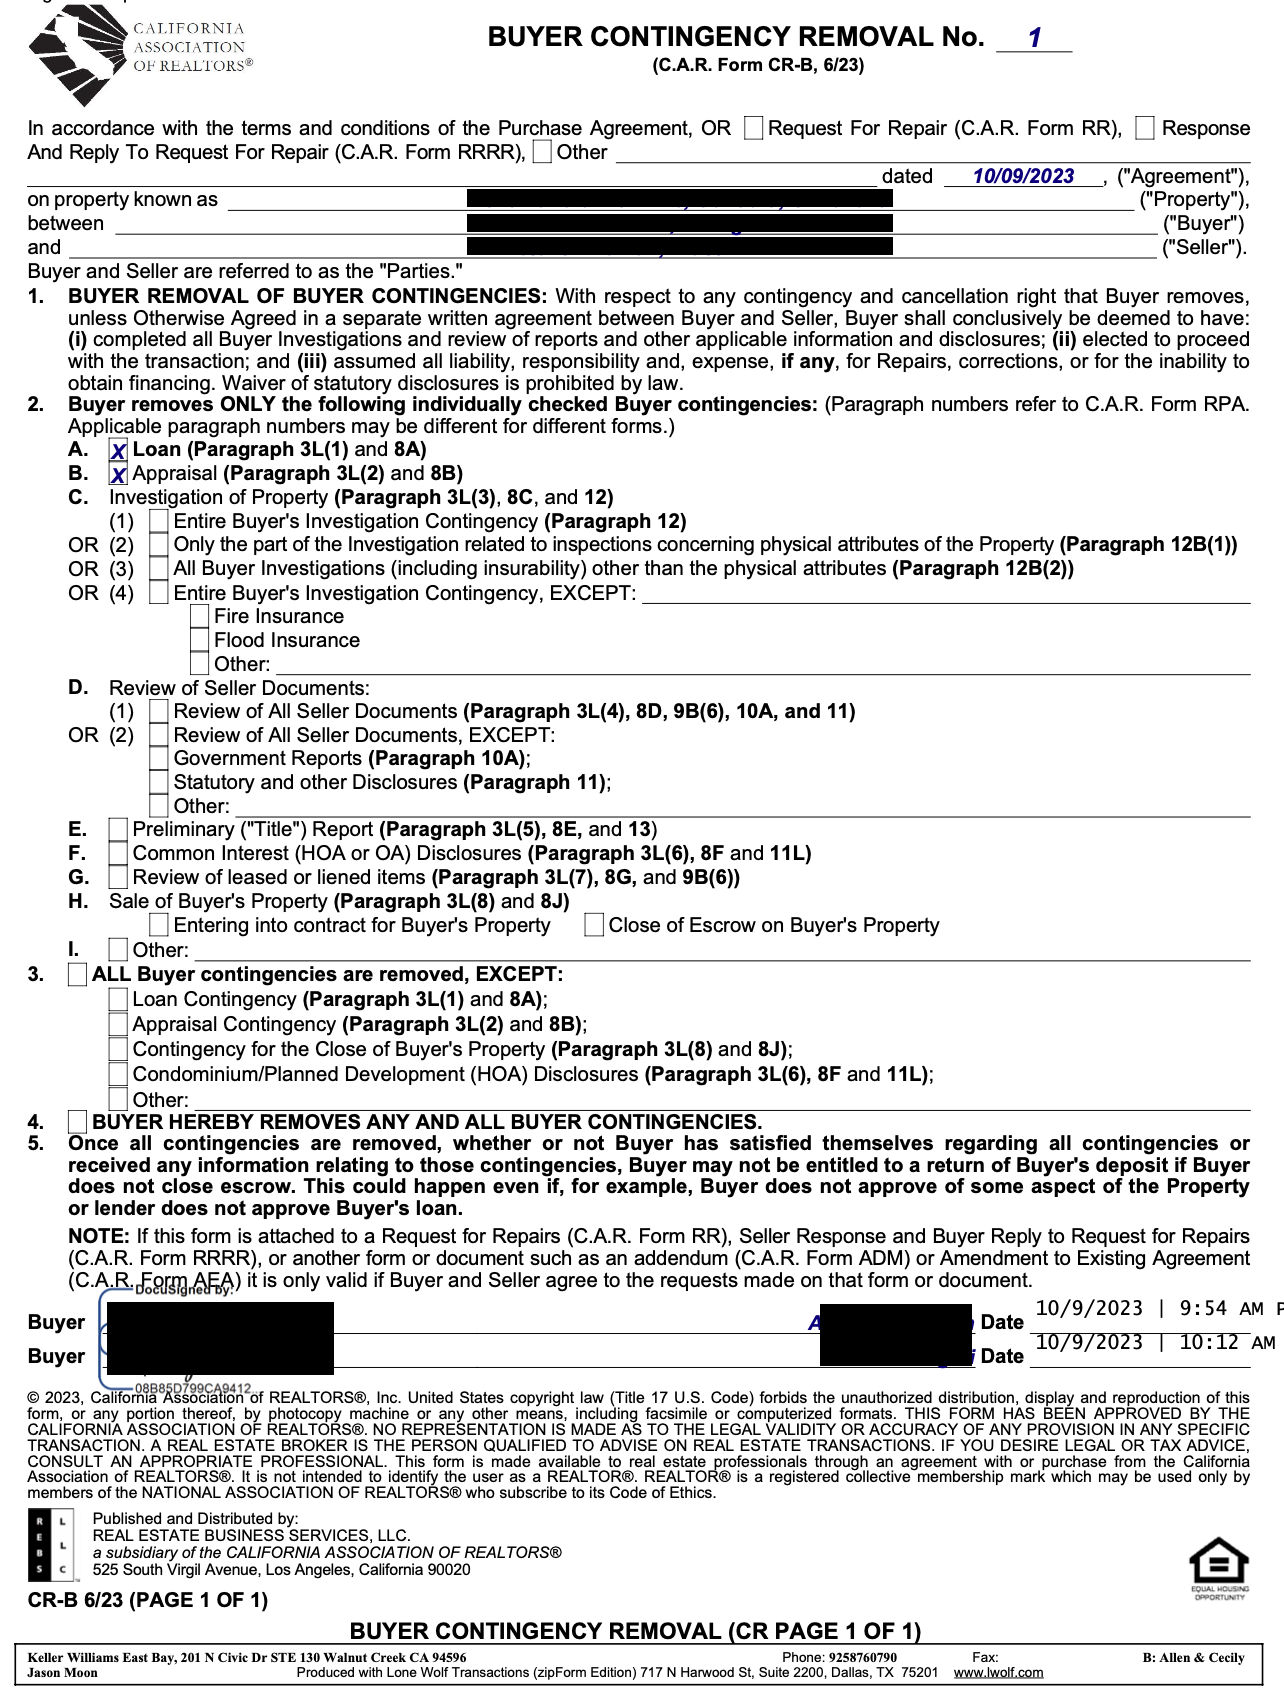 CALIFORNIA
ASSOCIATION
OF REALTORS®
BUYER CONTINGENCY REMOVAL No. 1
(C.A.R. Form CR-B, 6/23)
In accordance with the terms and conditions of the Purchase Agreement, OR Request For Repair (C.A.R. Form RR), Response
And Reply To Request For Repair (C.A.R. Form RRRR), Other
dated 10/09/2023 , ("Agreement"),
on property known as ("Property"),
between ("Buyer")
and ("Seller").
Buyer and Seller are referred to as the "Parties."
1. BUYER REMOVAL OF BUYER CONTINGENCIES: With respect to any contingency and cancellation right that Buyer removes,
unless Otherwise Agreed in a separate written agreement between Buyer and Seller, Buyer shall conclusively be deemed to have:
(i) completed all Buyer Investigations and review of reports and other applicable information and disclosures; (ii) elected to proceed
with the transaction; and (iii) assumed all liability, responsibility and, expense, if any, for Repairs, corrections, or for the inability to
obtain financing. Waiver of statutory disclosures is prohibited by law.
2. Buyer removes ONLY the following individually checked Buyer contingencies: (Paragraph numbers refer to C.A.R. Form RPA.
Applicable paragraph numbers may be different for different forms.)
A. X Loan (Paragraph 3L(1) and 8A)
B. X Appraisal (Paragraph 3L(2) and 8B)
C. Investigation of Property (Paragraph 3L(3), 8C, and 12)
(1) Entire Buyer's Investigation Contingency (Paragraph 12)
OR (2) Only the part of the Investigation related to inspections concerning physical attributes of the Property (Paragraph 12B(1))
OR (3) All Buyer Investigations (including insurability) other than the physical attributes (Paragraph 12B(2))
OR (4) Entire Buyer's Investigation Contingency, EXCEPT:
Fire Insurance
Flood Insurance
Other:
D. Review of Seller Documents:
(1) Review of All Seller Documents (Paragraph 3L(4), 8D, 9B(6), 10A, and 11)
OR (2) Review of All Seller Documents, EXCEPT:
Government Reports (Paragraph 10A);
Statutory and other Disclosures (Paragraph 11);
Other:
E. Preliminary ("Title") Report (Paragraph 3L(5), 8E, and 13)
F. Common Interest (HOA or OA) Disclosures (Paragraph 3L(6), 8F and 11L)
G. Review of leased or liened items (Paragraph 3L(7), 8G, and 9B(6))
H. Sale of Buyer's Property (Paragraph 3L(8) and 8J)
Entering into contract for Buyer's Property Close of Escrow on Buyer's Property
I. Other:
3. ALL Buyer contingencies are removed, EXCEPT:
Loan Contingency (Paragraph 3L(1) and 8A);
Appraisal Contingency (Paragraph 3L(2) and 8B);
Contingency for the Close of Buyer's Property (Paragraph 3L(8) and 8J);
Condominium/Planned Development (HOA) Disclosures (Paragraph 3L(6), 8F and 11L);
Other:
4. BUYER HEREBY REMOVES ANY AND ALL BUYER CONTINGENCIES.
5. Once all contingencies are removed, whether or not Buyer has satisfied themselves regarding all contingencies or
received any information relating to those contingencies, Buyer may not be entitled to a return of Buyer's deposit if Buyer
does not close escrow. This could happen even if, for example, Buyer does not approve of some aspect of the Property
or lender does not approve Buyer's loan.
NOTE: If this form is attached to a Request for Repairs (C.A.R. Form RR), Seller Response and Buyer Reply to Request for Repairs
(C.A.R. Form RRRR), or another form or document such as an addendum (C.A.R. Form ADM) or Amendment to Existing Agreement
(C.A.R. Form AEA) it is only valid if Buyer and Seller agree to the requests made on that form or document.
DocuSigned by:
Buyer Date 10/9/2023 | 9:54 AM P
Buyer Date 10/9/2023 | 10:12 AM
08B85D799CA9412...
© 2023, California Association of REALTORS®, Inc. United States copyright law (Title 17 U.S. Code) forbids the unauthorized distribution, display and reproduction of this
form, or any portion thereof, by photocopy machine or any other means, including facsimile or computerized formats. THIS FORM HAS BEEN APPROVED BY THE
CALIFORNIA ASSOCIATION OF REALTORS®. NO REPRESENTATION IS MADE AS TO THE LEGAL VALIDITY OR ACCURACY OF ANY PROVISION IN ANY SPECIFIC
TRANSACTION. A REAL ESTATE BROKER IS THE PERSON QUALIFIED TO ADVISE ON REAL ESTATE TRANSACTIONS. IF YOU DESIRE LEGAL OR TAX ADVICE,
CONSULT AN APPROPRIATE PROFESSIONAL. This form is made available to real estate professionals through an agreement with or purchase from the California
Association of REALTORS®. It is not intended to identify the user as a REALTOR®. REALTOR® is a registered collective membership mark which may be used only by
members of the NATIONAL ASSOCIATION OF REALTORS® who subscribe to its Code of Ethics.
R E B S L L C
Published and Distributed by:
REAL ESTATE BUSINESS SERVICES, LLC.
a subsidiary of the CALIFORNIA ASSOCIATION OF REALTORS®
525 South Virgil Avenue, Los Angeles, California 90020
EQUAL HOUSING
OPPORTUNITY
CR-B 6/23 (PAGE 1 OF 1)
BUYER CONTINGENCY REMOVAL (CR PAGE 1 OF 1)
Keller Williams East Bay, 201 N Civic Dr STE 130 Walnut Creek CA 94596 Phone: 9258760790 Fax: B: Allen & Cecily
Jason Moon Produced with Lone Wolf Transactions (zipForm Edition) 717 N Harwood St, Suite 2200, Dallas, TX 75201 www.lwolf.com